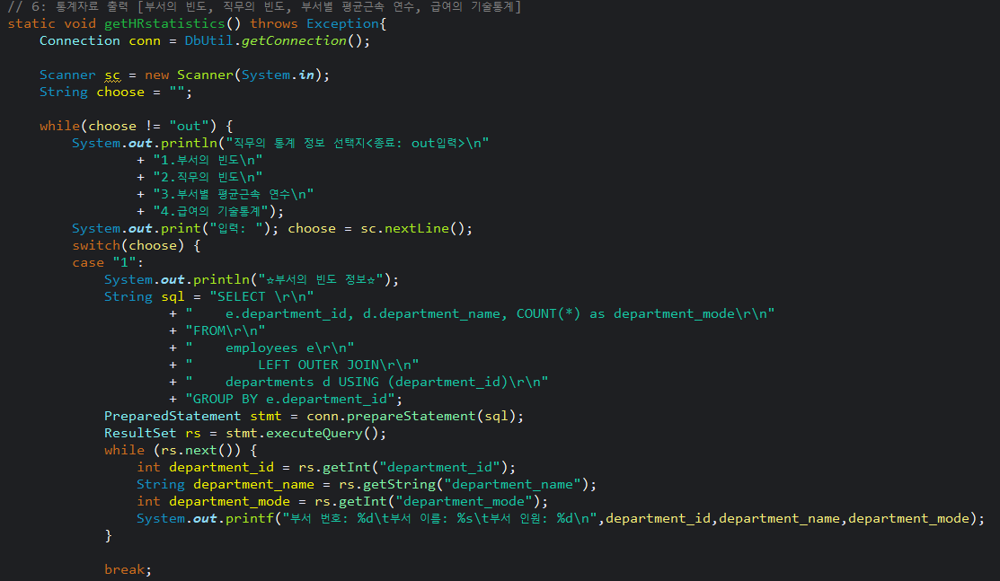 // 6: 통계자료 출력 [부서의 빈도, 직무의 빈도, 부서별 평균근속 연수, 급여의 기술통계]
static void getHRstatistics() throws Exception{
    Connection conn = DbUtil.getConnection();
    Scanner sc = new Scanner(System.in);
    String choose = "";
    while(choose != "out") {
        System.out.println("직무의 통계 정보 선택지<종료: out입력>\n"
                + "1.부서의 빈도\n"
                + "2.직무의 빈도\n"
                + "3.부서별 평균근속 연수\n"
                + "4.급여의 기술통계");
        System.out.print("입력: "); choose = sc.nextLine();
        switch(choose) {
        case "1":
            System.out.println("☆부서의 빈도 정보☆");
            String sql = "SELECT \r\n"
                    + "    e.department_id, d.department_name, COUNT(*) as department_mode\r\n"
                    + "FROM\r\n"
                    + "    employees e\r\n"
                    + "        LEFT OUTER JOIN\r\n"
                    + "    departments d USING (department_id)\r\n"
                    + "GROUP BY e.department_id";
            PreparedStatement stmt = conn.prepareStatement(sql);
            ResultSet rs = stmt.executeQuery();
            while (rs.next()) {
                int department_id = rs.getInt("department_id");
                String department_name = rs.getString("department_name");
                int department_mode = rs.getInt("department_mode");
                System.out.printf("부서 번호: %d\t부서 이름: %s\t부서 인원: %d\n",department_id,department_name,department_mode);
            }
            break;